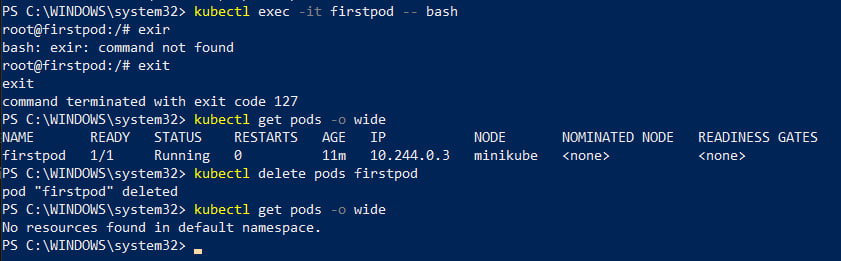 PS C:\WINDOWS\system32> kubectl exec -it firstpod -- bash
root@firstpod:/# exir
bash: exir: command not found
root@firstpod:/# exit
exit
command terminated with exit code 127
PS C:\WINDOWS\system32> kubectl get pods -o wide
NAME READY STATUS RESTARTS AGE IP NODE NOMINATED NODE READINESS GATES
firstpod 1/1 Running 0 11m 10.244.0.3 minikube <none> <none>
PS C:\WINDOWS\system32> kubectl delete pods firstpod
pod "firstpod" deleted
PS C:\WINDOWS\system32> kubectl get pods -o wide
No resources found in default namespace.
PS C:\WINDOWS\system32>